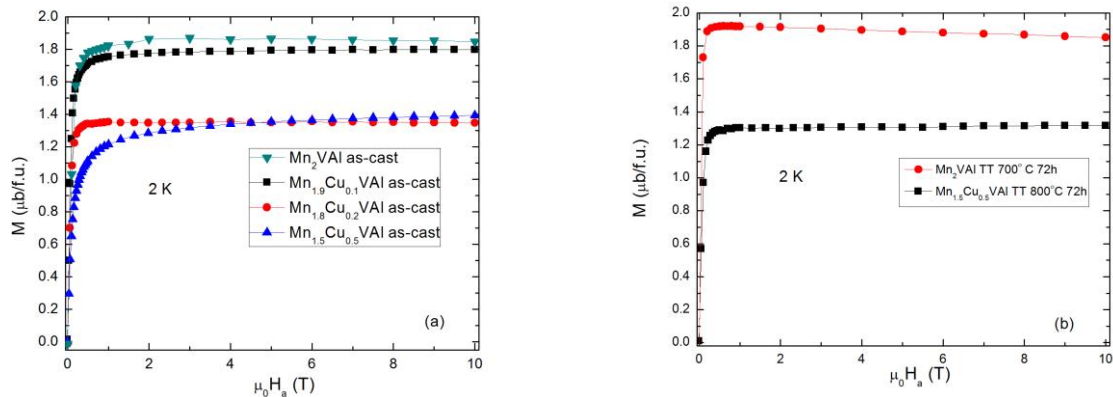 2.0
1.8
1.6
1.4
1.2
1.0
0.8
0.6
0.4
0.2
0.0
M (μb/f.u.)
Mn₂VAl as-cast
Mn₁.₉Cu₀.₁VAl as-cast
Mn₁.₈Cu₀.₂VAl as-cast
Mn₁.₅Cu₀.₅VAl as-cast
2 K
(a)
0 2 4 6 8 10
μ₀Hₐ (T)
2.0
1.8
1.6
1.4
1.2
1.0
0.8
0.6
0.4
0.2
0.0
M (μb/f.u.)
Mn₂VAl TT 700° C 72h
Mn₁.₅Cu₀.₅VAl TT 800°C 72h
2 K
(b)
0 2 4 6 8 10
μ₀Hₐ (T)